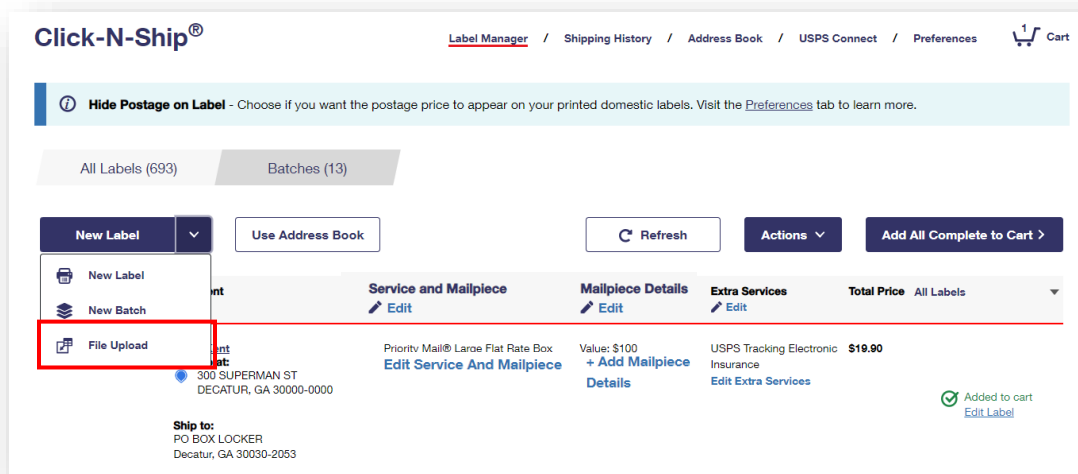 Click-N-Ship®
Label Manager / Shipping History / Address Book / USPS Connect / Preferences 1 Cart
Hide Postage on Label - Choose if you want the postage price to appear on your printed domestic labels. Visit the Preferences tab to learn more.
All Labels (693) Batches (13)
New Label Use Address Book Refresh Actions Add All Complete to Cart >
New Label
New Batch
File Upload
Service and Mailpiece Mailpiece Details Extra Services Total Price All Labels
Edit Edit Edit
Priority Mail® Large Flat Rate Box Value: $100 USPS Tracking Electronic $19.90
Edit Service And Mailpiece + Add Mailpiece Insurance
Details Edit Extra Services
300 SUPERMAN ST
DECATUR, GA 30000-0000
Added to cart
Edit Label
Ship to:
PO BOX LOCKER
Decatur, GA 30030-2053